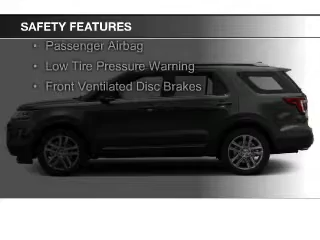 SAFETY FEATURES
• Passenger Airbag
• Low Tire Pressure Warning
• Front Ventilated Disc Brakes